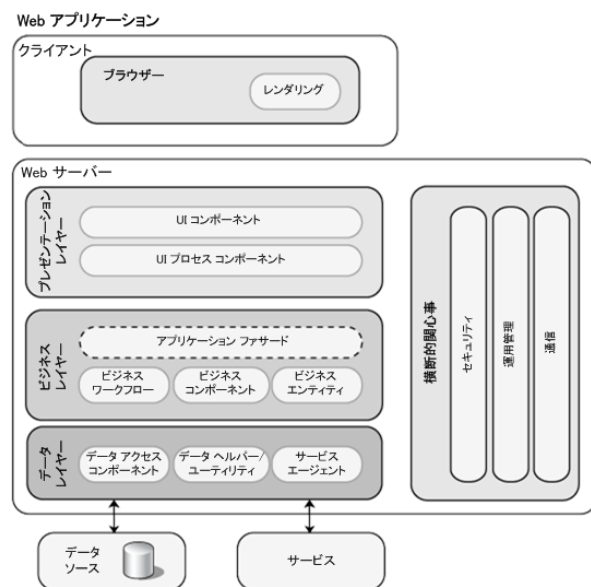 Web アプリケーション
クライアント
ブラウザー
レンダリング
Web サーバー
プレゼンテーション
レイヤー
UI コンポーネント
UI プロセス コンポーネント
ビジネス
レイヤー
アプリケーション ファサード
ビジネス
ワークフロー
ビジネス
コンポーネント
ビジネス
エンティティ
データ
レイヤー
データ アクセス
コンポーネント
データ ヘルパー/
ユーティリティ
サービス
エージェント
横断的関心事
セキュリティ
運用管理
通信
データ
ソース
サービス